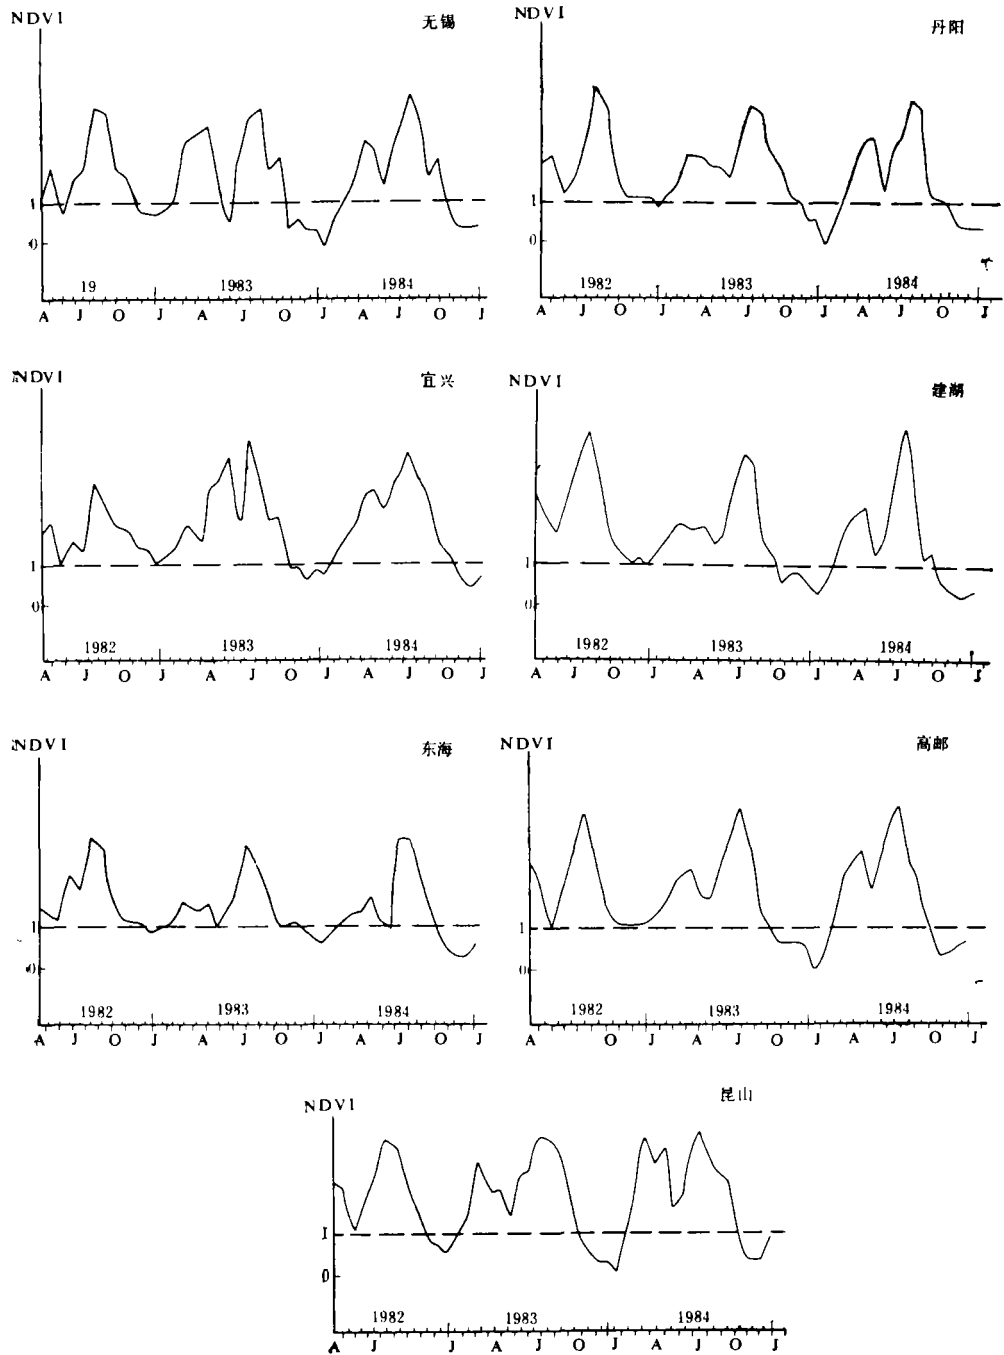 NDVI 无锡
1
0
19 1983 1984
A J O J A J O J A J O J
NDVI 丹阳
1
0
1982 1983 1984
A J O J A J O J A J O J
NDVI 宜兴
1
0
1982 1983 1984
A J O J A J O J A J O J
NDVI 建湖
1
0
1982 1983 1984
A J O J A J O J A J O J
NDVI 东海
1
0
1982 1983 1984
A J O J A J O J A J O J
NDVI 高邮
1
0
1982 1983 1984
A J O J A J O J A J O J
NDVI 昆山
1
0
1982 1983 1984
A J O J A J O J A J O J